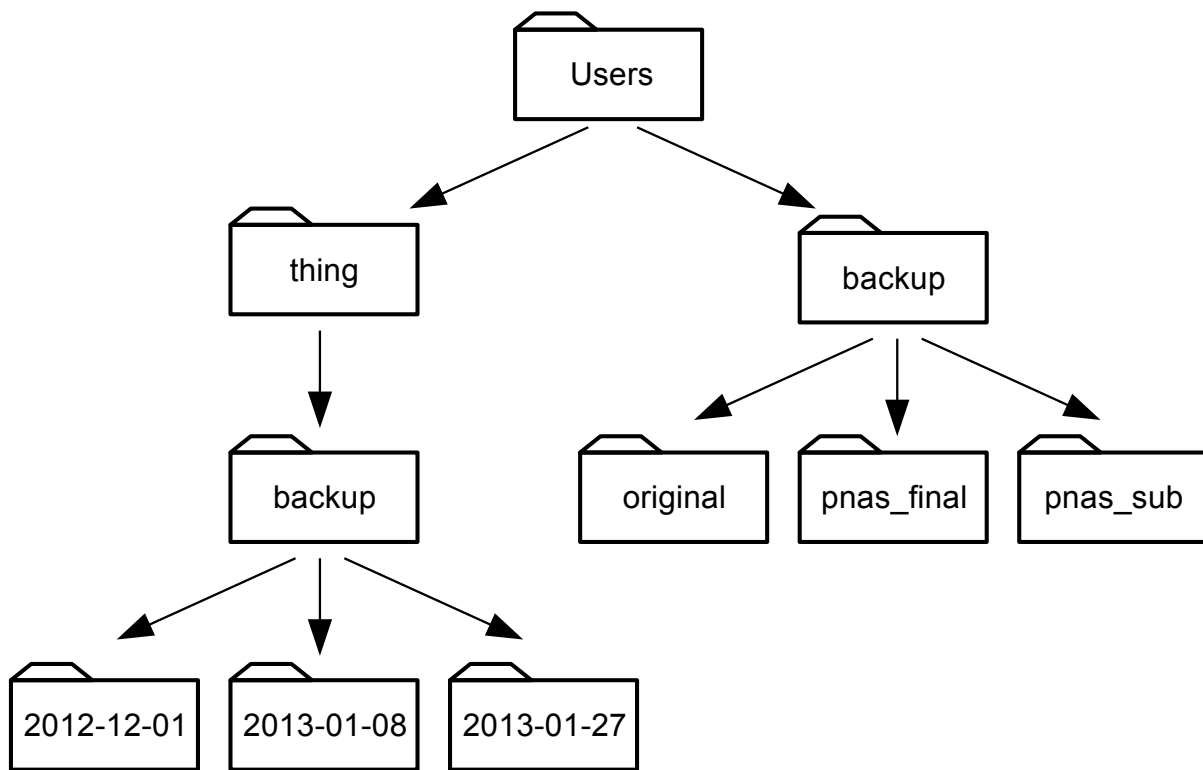 Users
thing
backup
backup
original
pnas_final
pnas_sub
2012-12-01
2013-01-08
2013-01-27